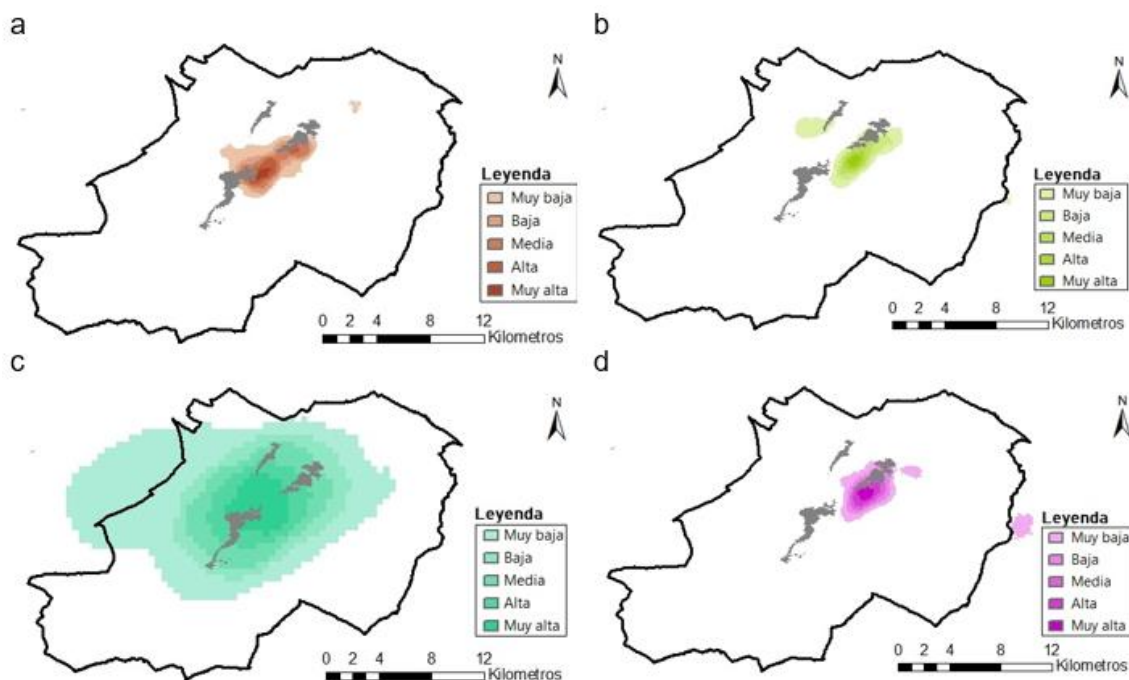 a
N
Leyenda
Muy baja
Baja
Media
Alta
Muy alta
0 2 4 8 12
Kilometros
b
N
Leyenda
Muy baja
Baja
Media
Alta
Muy alta
0 2 4 8 12
Kilometros
c
N
Leyenda
Muy baja
Baja
Media
Alta
Muy alta
0 2 4 8 12
Kilometros
d
N
Leyenda
Muy baja
Baja
Media
Alta
Muy alta
0 2 4 8 12
Kilometros